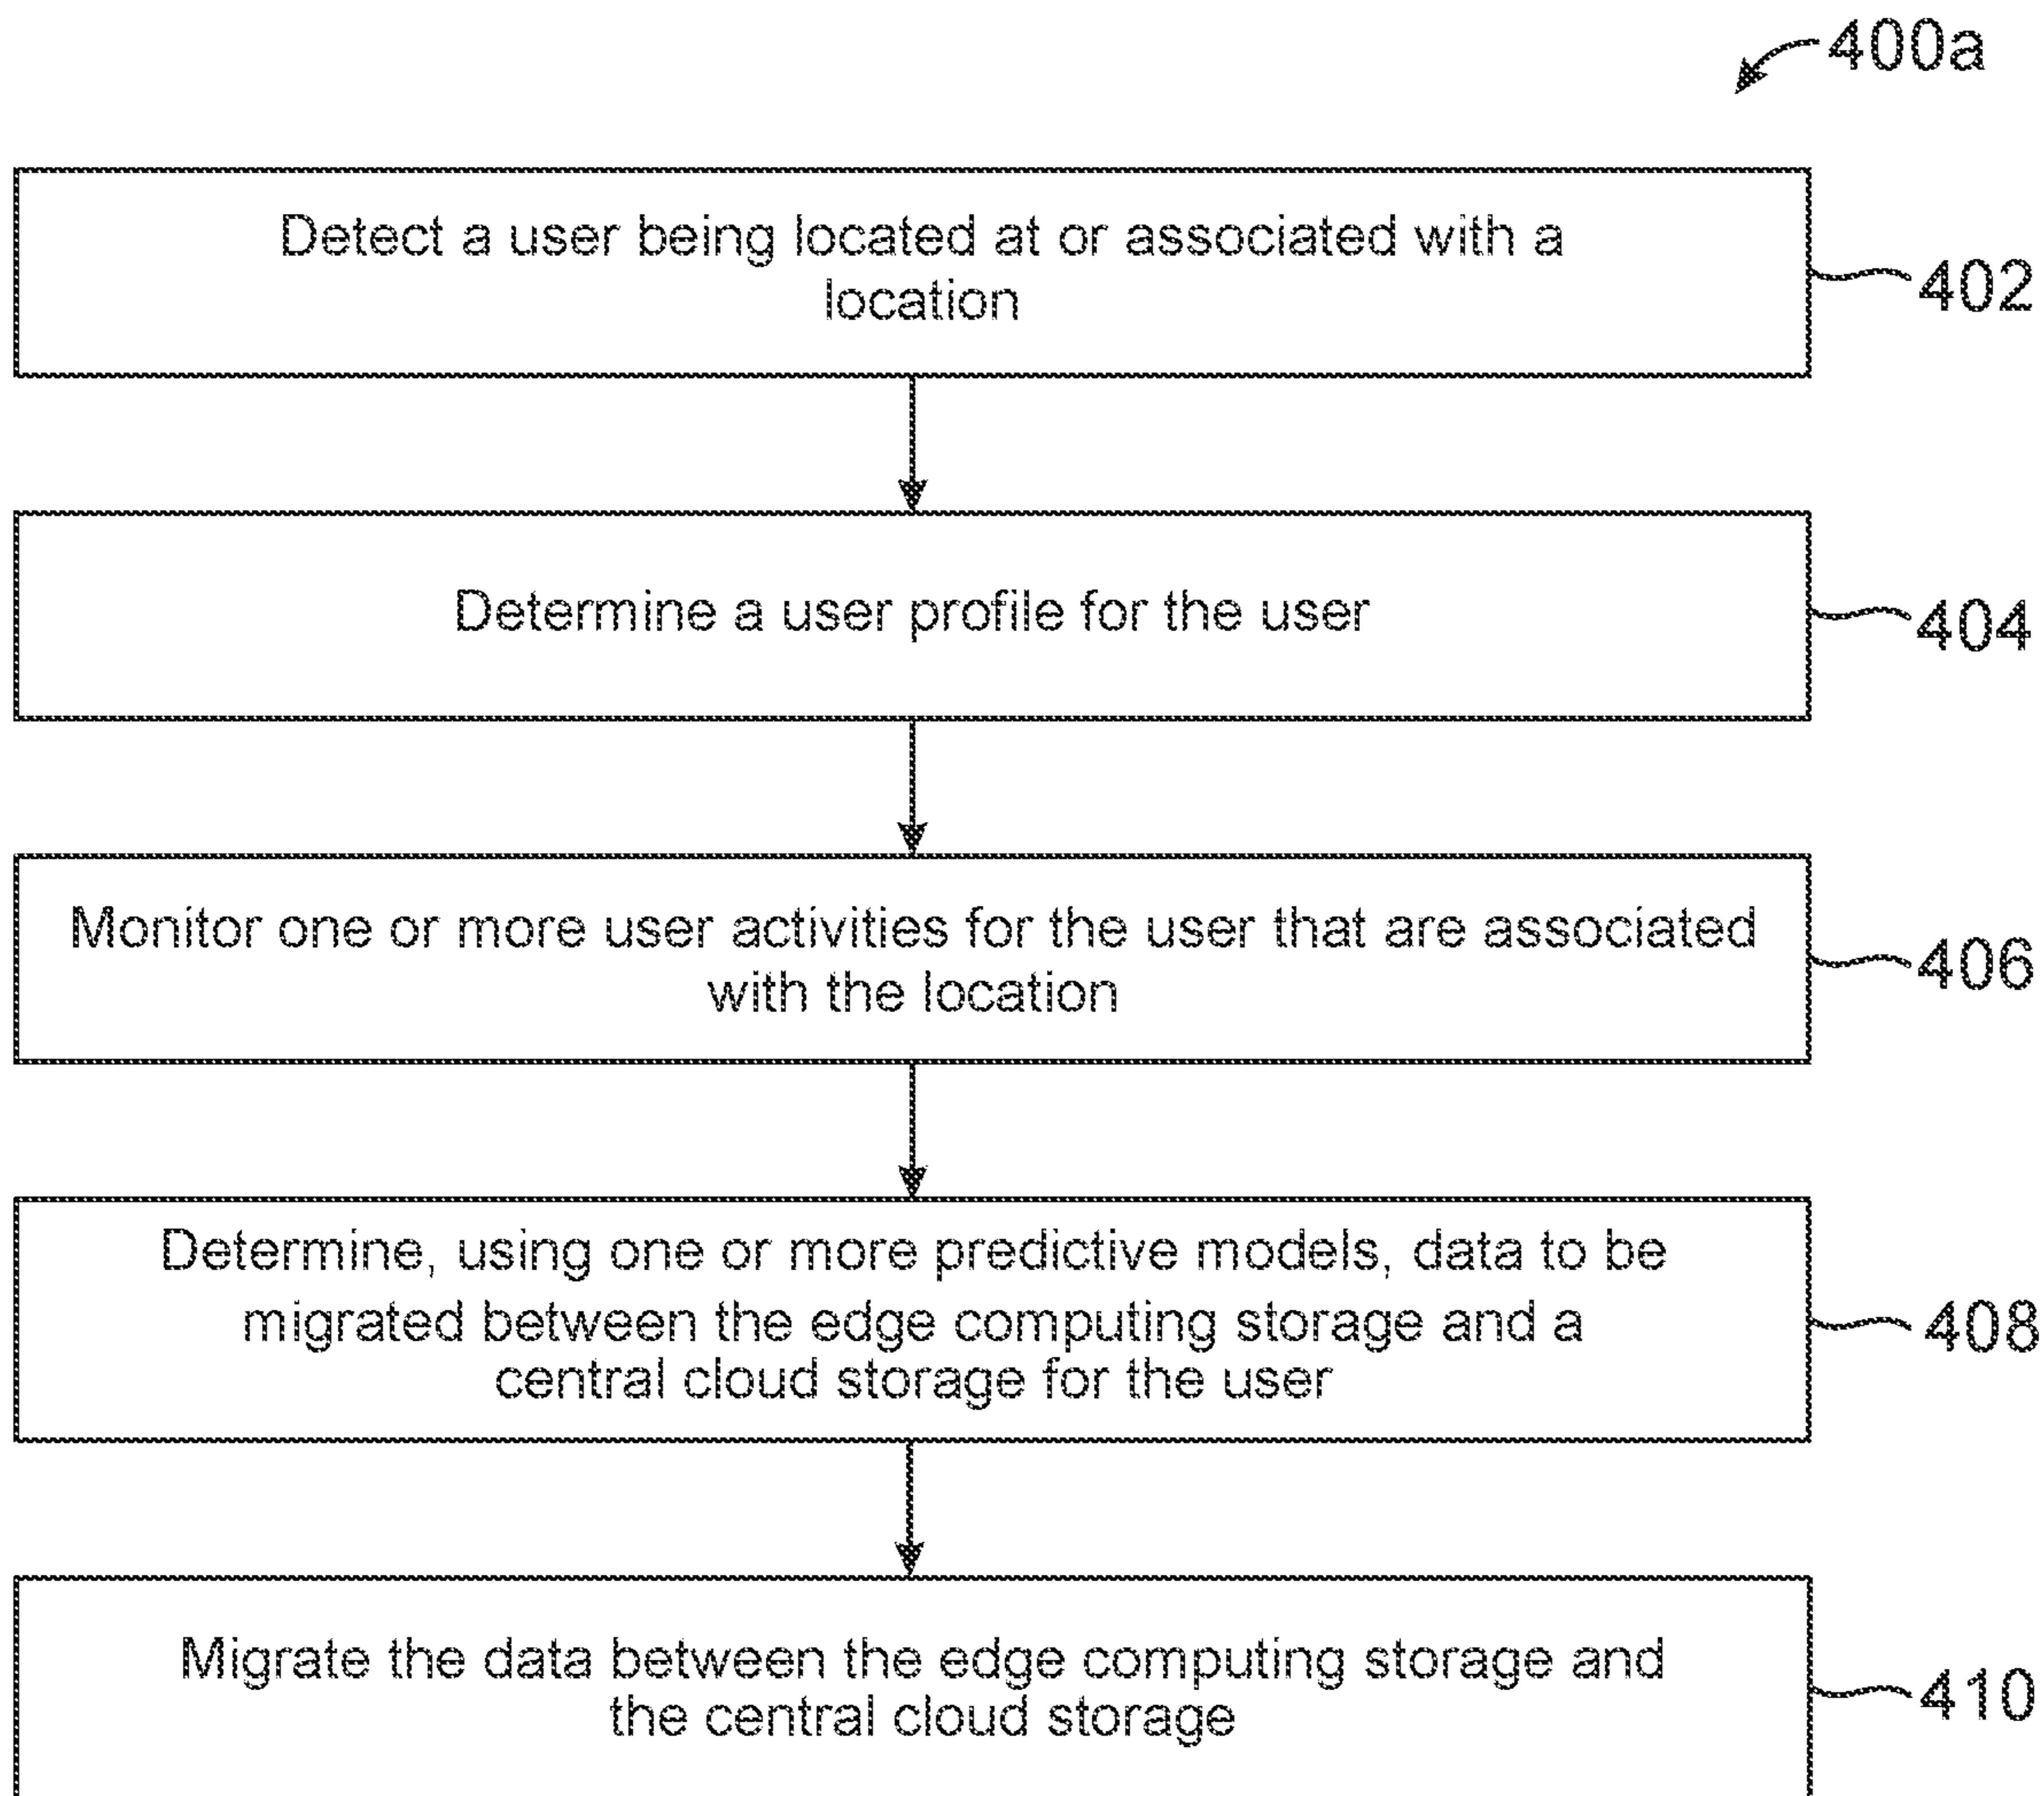 400a
Detect a user being located at or associated with a
location
402
Determine a user profile for the user
404
Monitor one or more user activities for the user that are associated
with the location
406
Determine, using one or more predictive models, data to be
migrated between the edge computing storage and a
central cloud storage for the user
408
Migrate the data between the edge computing storage and
the central cloud storage
410